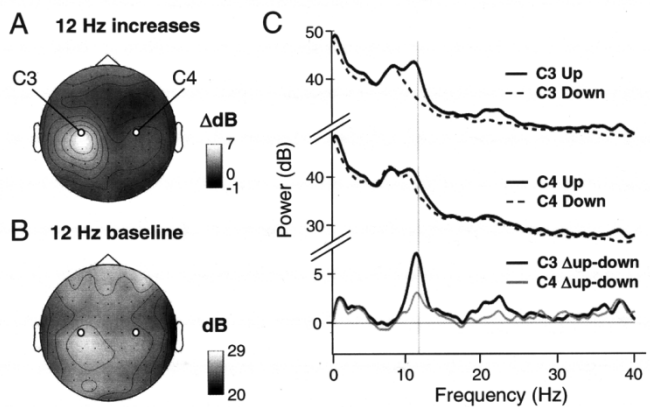 A 12 Hz increases
C3 C4
ΔdB
7
0
-1
B 12 Hz baseline
dB
29
20
C
50
40
C3 Up
C3 Down
40
30
C4 Up
C4 Down
Power (dB)
5
0
C3 Δup-down
C4 Δup-down
0 10 20 30 40
Frequency (Hz)